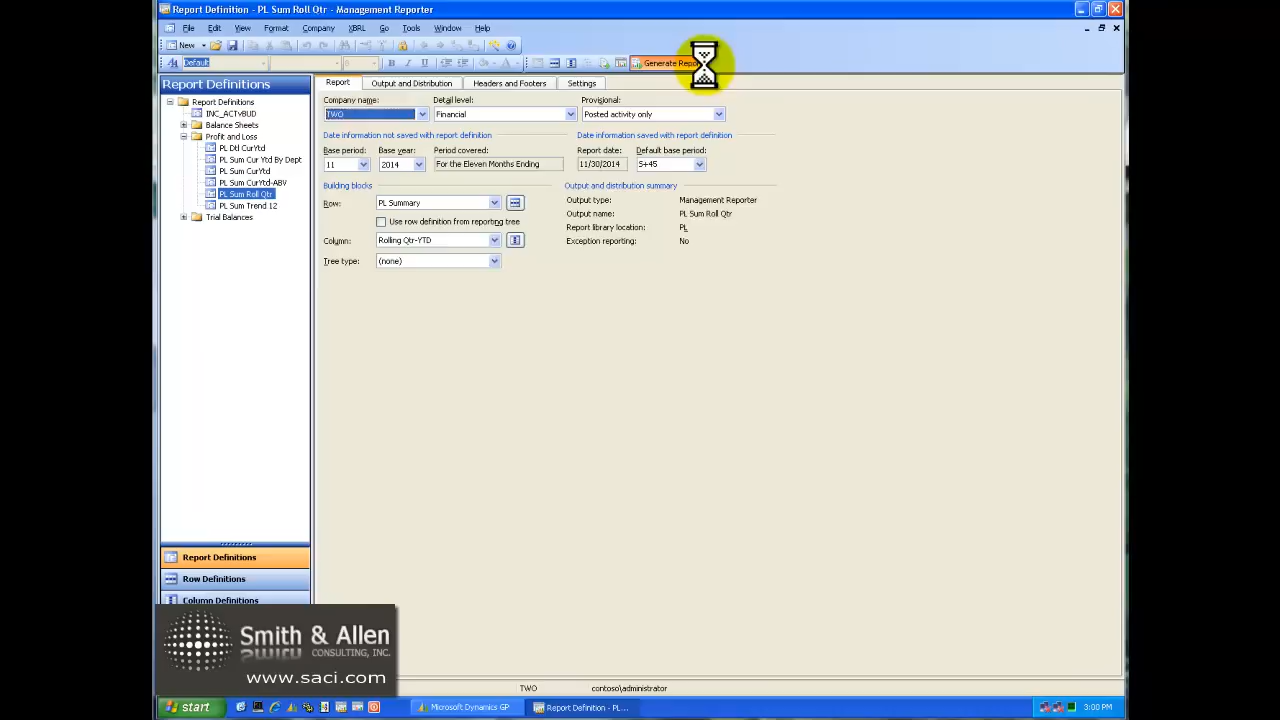 Report Definition - PL Sum Roll Qtr - Management Reporter
File Edit View Format Company XBRL Go Tools Window Help
New
Default
B I U A
Generate Repor
Report Definitions
Report Output and Distribution Headers and Footers Settings
Report Definitions
INC_ACTvBUD
Balance Sheets
Profit and Loss
PL Dtl CurYtd
PL Sum Cur Ytd By Dept
PL Sum CurYtd
PL Sum CurYtd-ABV
PL Sum Roll Qtr
PL Sum Trend 12
Trial Balances
Company name: Detail level: Provisional:
TWO Financial Posted activity only
Date information not saved with report definition Date information saved with report definition
Base period: Base year: Period covered: Report date: Default base period:
11 2014 For the Eleven Months Ending 11/30/2014 S+45
Building blocks Output and distribution summary
Row: PL Summary
Use row definition from reporting tree
Column: Rolling Qtr-YTD
Tree type: (none)
Output type: Management Reporter
Output name: PL Sum Roll Qtr
Report library location: PL
Exception reporting: No
Report Definitions
Row Definitions
Column Definitions
Smith & Allen
CONSULTING, INC.
www.saci.com
TWO contoso\administrator
start Microsoft Dynamics GP Report Definition - PL... 3:00 PM